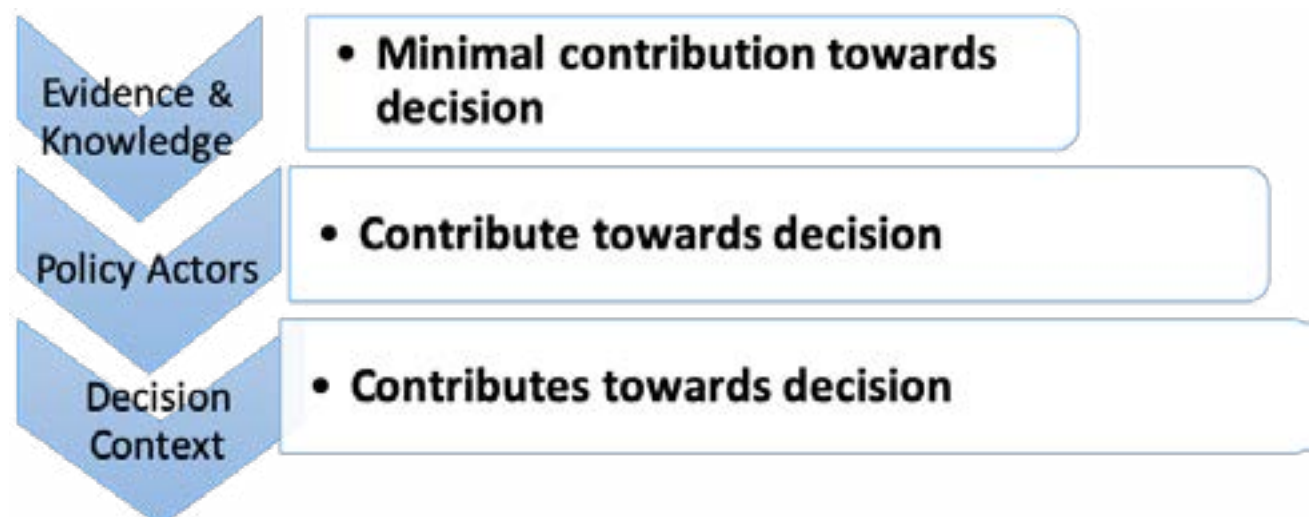 Evidence &
Knowledge
• Minimal contribution towards
decision
Policy Actors
• Contribute towards decision
Decision
Context
• Contributes towards decision